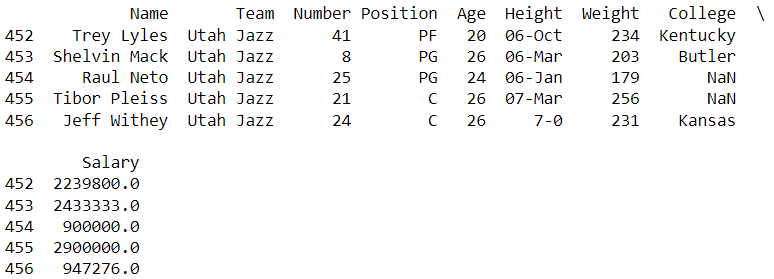 Name Team Number Position Age Height Weight College \
452 Trey Lyles Utah Jazz 41 PF 20 06-Oct 234 Kentucky
453 Shelvin Mack Utah Jazz 8 PG 26 06-Mar 203 Butler
454 Raul Neto Utah Jazz 25 PG 24 06-Jan 179 NaN
455 Tibor Pleiss Utah Jazz 21 C 26 07-Mar 256 NaN
456 Jeff Withey Utah Jazz 24 C 26 7-0 231 Kansas
Salary
452 2239800.0
453 2433333.0
454 900000.0
455 2900000.0
456 947276.0